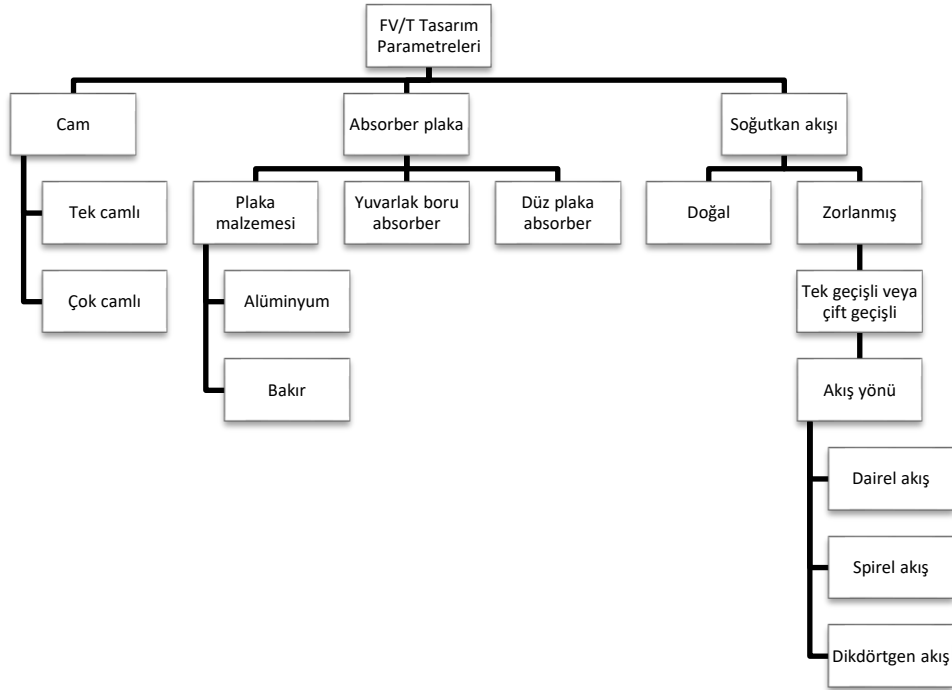 FV/T Tasarım
Parametreleri
Cam
Absorber plaka
Soğutkan akışı
Tek camlı
Plaka
malzemesi
Yuvarlak boru
absorber
Düz plaka
absorber
Doğal
Zorlanmış
Çok camlı
Alüminyum
Tek geçişli veya
çift geçişli
Bakır
Akış yönü
Dairel akış
Spirel akış
Dikdörtgen akış